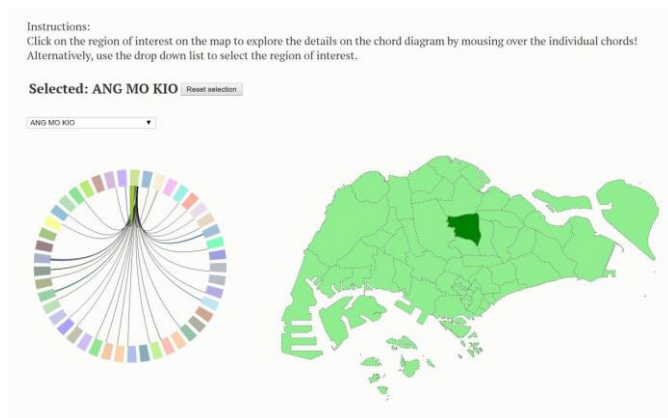 Instructions:
Click on the region of interest on the map to explore the details on the chord diagram by mousing over the individual chords!
Alternatively, use the drop down list to select the region of interest.
Selected: ANG MO KIO Reset selection
ANG MO KIO